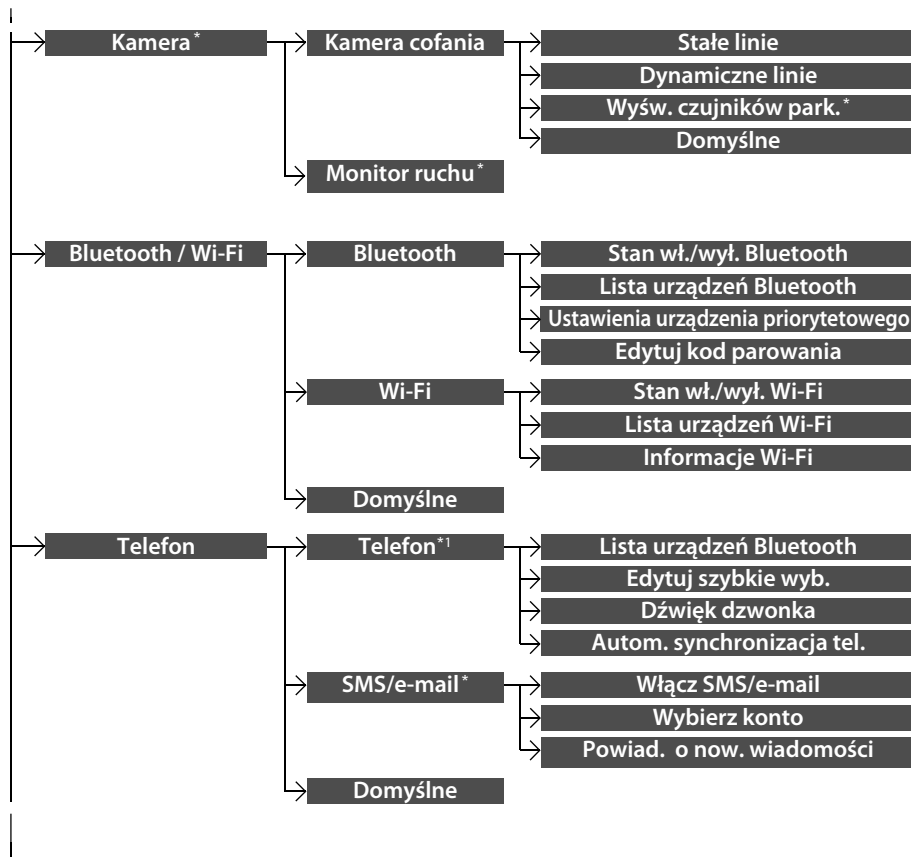 Kamera* Kamera cofania Stałe linie
Dynamiczne linie
Wyśw. czujników park.*
Domyślne
Monitor ruchu*
Bluetooth / Wi-Fi Bluetooth Stan wł./wył. Bluetooth
Lista urządzeń Bluetooth
Ustawienia urządzenia priorytetowego
Edytuj kod parowania
Wi-Fi Stan wł./wył. Wi-Fi
Lista urządzeń Wi-Fi
Informacje Wi-Fi
Domyślne
Telefon Telefon*1 Lista urządzeń Bluetooth
Edytuj szybkie wyb.
Dźwięk dzwonka
Autom. synchronizacja tel.
SMS/e-mail* Włącz SMS/e-mail
Wybierz konto
Powiad. o now. wiadomości
Domyślne